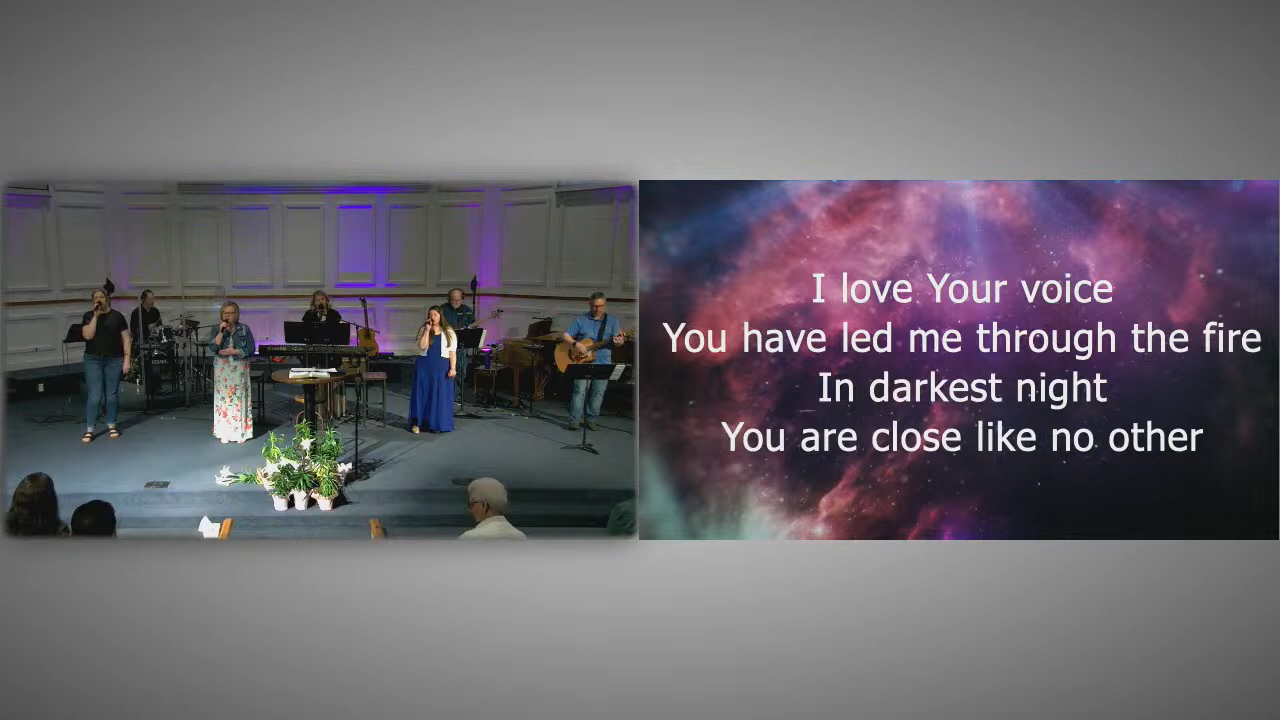 I love Your voice
You have led me through the fire
In darkest night
You are close like no other